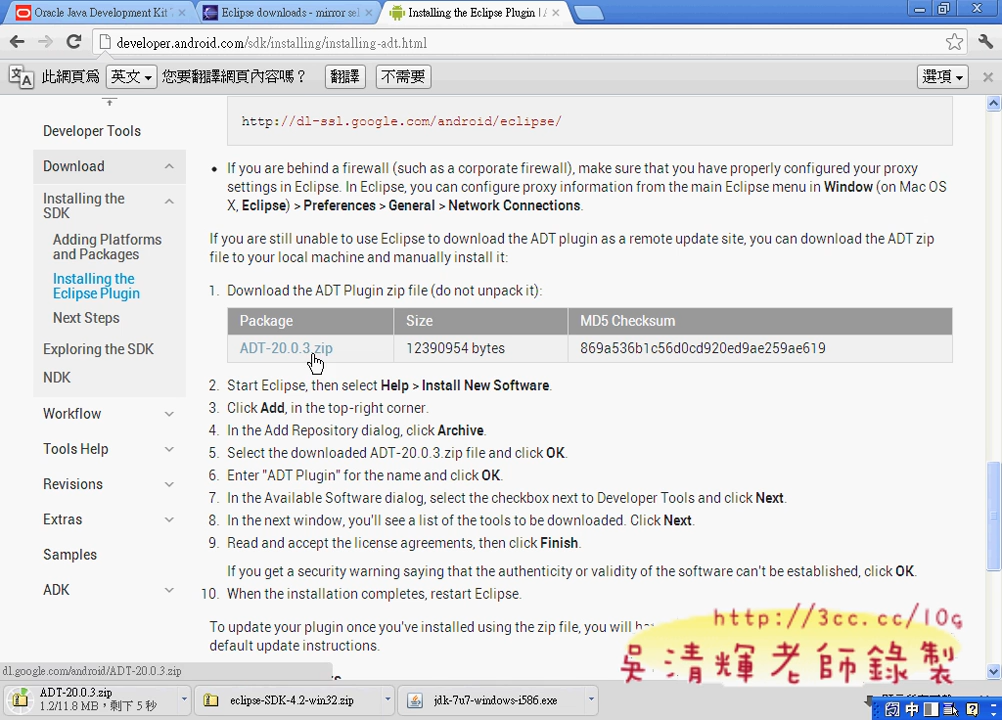 Oracle Java Development Kit
Eclipse downloads - mirror sel
Installing the Eclipse Plugin | A
developer.android.com/sdk/installing/installing-adt.html
此網頁為 英文 您要翻譯網頁內容嗎？ 翻譯 不需要 選項
http://dl-ssl.google.com/android/eclipse/
If you are behind a firewall (such as a corporate firewall), make sure that you have properly configured your proxy
settings in Eclipse. In Eclipse, you can configure proxy information from the main Eclipse menu in Window (on Mac OS
X, Eclipse) > Preferences > General > Network Connections.
If you are still unable to use Eclipse to download the ADT plugin as a remote update site, you can download the ADT zip
file to your local machine and manually install it:
1. Download the ADT Plugin zip file (do not unpack it):
Package Size MD5 Checksum
ADT-20.0.3.zip 12390954 bytes 869a536b1c56d0cd920ed9ae259ae619
2. Start Eclipse, then select Help > Install New Software.
3. Click Add, in the top-right corner.
4. In the Add Repository dialog, click Archive.
5. Select the downloaded ADT-20.0.3.zip file and click OK.
6. Enter "ADT Plugin" for the name and click OK.
7. In the Available Software dialog, select the checkbox next to Developer Tools and click Next.
8. In the next window, you'll see a list of the tools to be downloaded. Click Next.
9. Read and accept the license agreements, then click Finish.
If you get a security warning saying that the authenticity or validity of the software can't be established, click OK.
10. When the installation completes, restart Eclipse.
To update your plugin once you've installed using the zip file, you will
default update instructions.
Developer Tools
Download
Installing the
SDK
Adding Platforms
and Packages
Installing the
Eclipse Plugin
Next Steps
Exploring the SDK
NDK
Workflow
Tools Help
Revisions
Extras
Samples
ADK
http://3cc.cc/10g
吳清輝老師錄製
dl.google.com/android/ADT-20.0.3.zip
ADT-20.0.3.zip
1.2/11.8 MB，剩下 5 秒
eclipse-SDK-4.2-win32.zip
jdk-7u7-windows-i586.exe
中